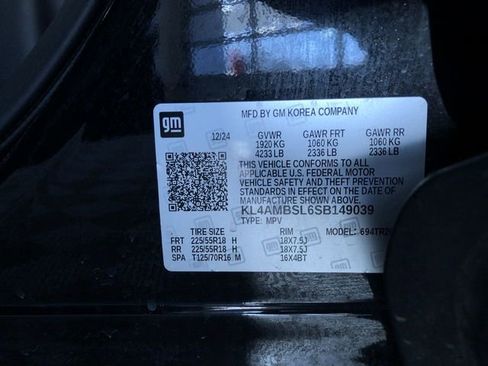 MFD BY GM KOREA COMPANY
gm
12/24 GVWR GAWR FRT GAWR RR
1920 KG 1060 KG 1060 KG
4233 LB 2336 LB 2336 LB
THIS VEHICLE CONFORMS TO ALL
APPLICABLE U.S. FEDERAL MOTOR
VEHICLE SAFETY AND THEFT PREVENTION
STANDARDS IN EFFECT ON THE DATE OF
MANUFACTURE SHOWN ABOVE.
KL4AMBSL6SB149039
TYPE: MPV
TIRE SIZE RIM MODEL:
FRT 225/55R18 H 18X7.5J
RR 225/55R18 H 18X7.5J
SPA T125/70R16 M 16X4BT